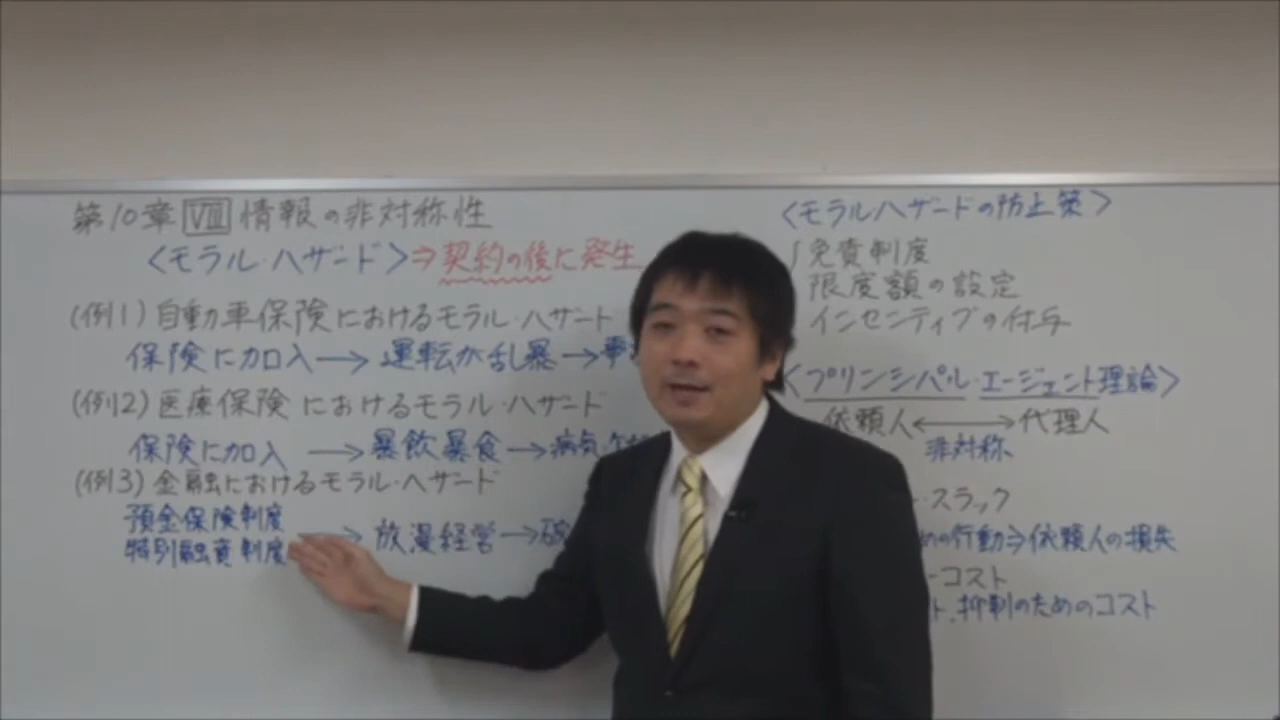 第10章 Ⅷ 情報の非対称性
〈モラル・ハザード〉⇒契約の後に発生
(例1)自動車保険におけるモラル・ハザード
保険に加入→運転が乱暴→事
(例2)医療保険におけるモラル・ハザード
保険に加入→暴飲暴食→病気・
(例3)金融におけるモラル・ハザード
預金保険制度
特別融資制度
→放漫経営→破
〈モラルハザードの防止策〉
免責制度
限度額の設定
インセンティブの付与
〈プリンシパル・エージェント理論〉
依頼人←→代理人
非対称
・スラック
の行動⇒依頼人の損失
・コスト
ト、抑制のためのコスト